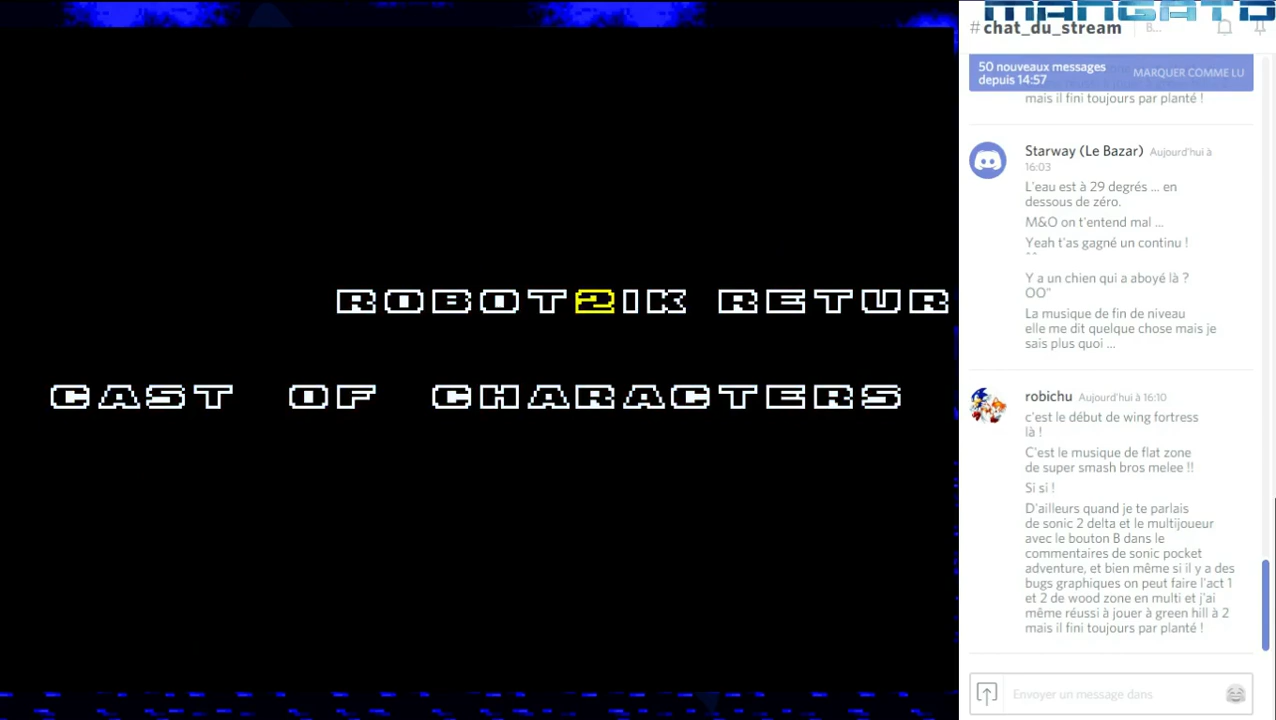 ROBOT2IK RETUR
CAST OF CHARACTERS
MANGATD
#chat_du_stream
B...
50 nouveaux messages
depuis 14:57
MARQUER COMME LU
mais il fini toujours par planté !
Starway (Le Bazar) Aujourd'hui à
16:03
L'eau est à 29 degrés ... en
dessous de zéro.
M&O on t'entend mal ...
Yeah t'as gagné un continu !
^^
Y a un chien qui a aboyé là ?
OO"
La musique de fin de niveau
elle me dit quelque chose mais je
sais plus quoi ...
robichu Aujourd'hui à 16:10
c'est le début de wing fortress
là !
C'est le musique de flat zone
de super smash bros melee !!
Si si !
D'ailleurs quand je te parlais
de sonic 2 delta et le multijoueur
avec le bouton B dans le
commentaires de sonic pocket
adventure, et bien même si il y a des
bugs graphiques on peut faire l'act 1
et 2 de wood zone en multi et j'ai
même réussi à jouer à green hill à 2
mais il fini toujours par planté !
Envoyer un message dans